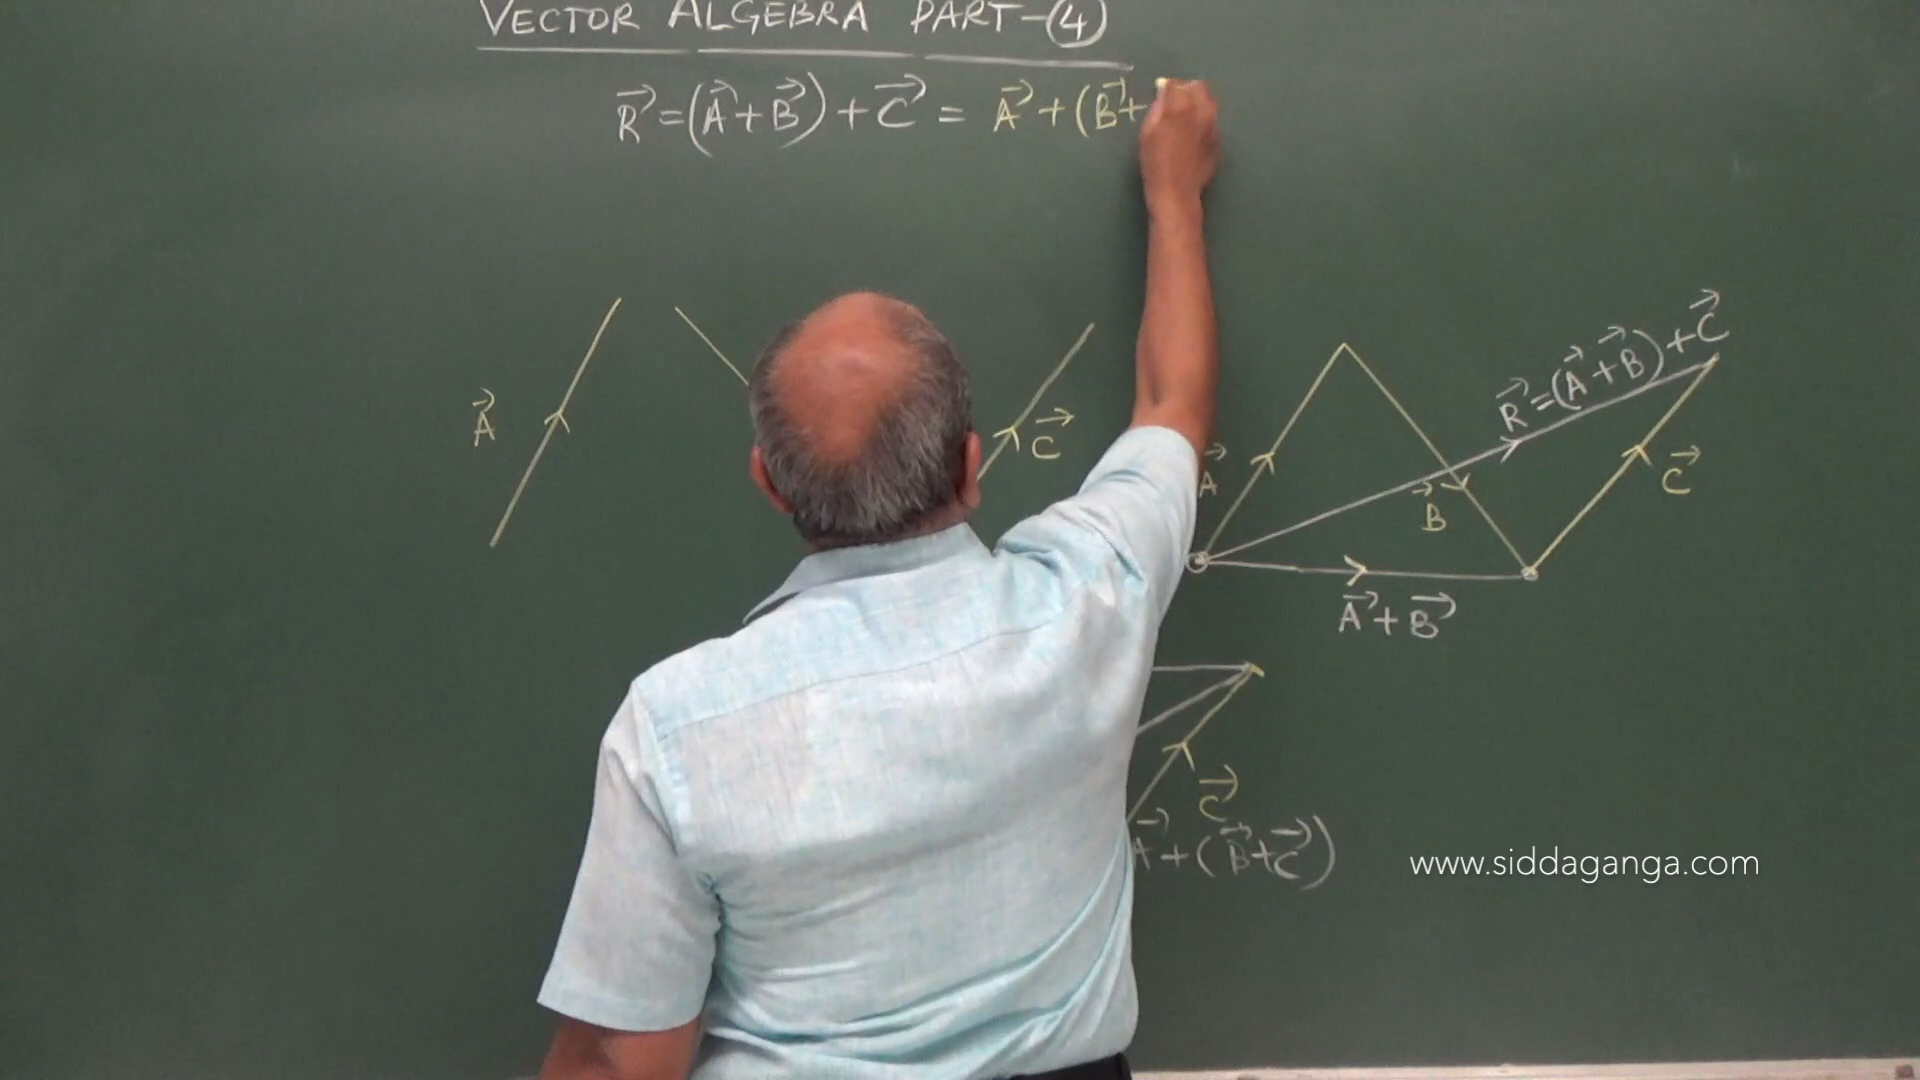 VECTOR ALGEBRA PART-(4)
R⃗ = (A⃗ + B⃗) + C⃗ = A⃗ + (B⃗ +
A⃗
C⃗
A⃗
B⃗
R⃗ = (A⃗ + B⃗) + C⃗
C⃗
A⃗ + B⃗
C⃗
A⃗ + (B⃗ + C⃗)
www.siddaganga.com